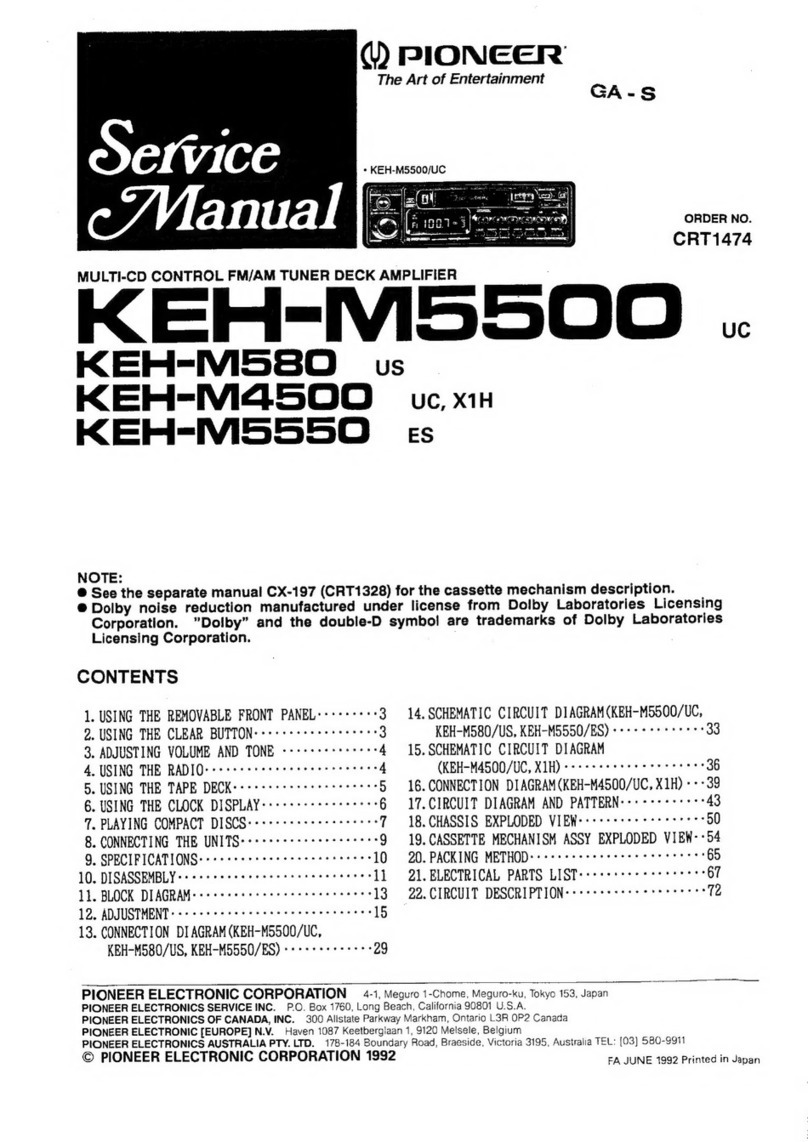 PIONEER
The Art of Entertainment
GA - S
Service
Manual
• KEH-M5500/UC
ORDER NO.
CRT1474
MULTI-CD CONTROL FM/AM TUNER DECK AMPLIFIER
KEH-M5500 UC
KEH-M580 US
KEH-M4500 UC, X1H
KEH-M5550 ES
NOTE:
● See the separate manual CX-197 (CRT1328) for the cassette mechanism description.
● Dolby noise reduction manufactured under license from Dolby Laboratories Licensing
Corporation. "Dolby" and the double-D symbol are trademarks of Dolby Laboratories
Licensing Corporation.
CONTENTS
1. USING THE REMOVABLE FRONT PANEL·········3
2. USING THE CLEAR BUTTON··················3
3. ADJUSTING VOLUME AND TONE ·············4
4. USING THE RADIO·······················4
5. USING THE TAPE DECK····················5
6. USING THE CLOCK DISPLAY···············6
7. PLAYING COMPACT DISCS·················7
8. CONNECTING THE UNITS··················9
9. SPECIFICATIONS························10
10. DISASSEMBLY··························11
11. BLOCK DIAGRAM·······················13
12. ADJUSTMENT····························15
13. CONNECTION DIAGRAM(KEH-M5500/UC,
KEH-M580/US, KEH-M5550/ES)·············29
14. SCHEMATIC CIRCUIT DIAGRAM(KEH-M5500/UC,
KEH-M580/US, KEH-M5550/ES)·············33
15. SCHEMATIC CIRCUIT DIAGRAM
(KEH-M4500/UC, X1H)····················36
16. CONNECTION DIAGRAM(KEH-M4500/UC, X1H)···39
17. CIRCUIT DIAGRAM AND PATTERN···········43
18. CHASSIS EXPLODED VIEW·················50
19. CASSETTE MECHANISM ASSY EXPLODED VIEW··54
20. PACKING METHOD·······················65
21. ELECTRICAL PARTS LIST·················67
22. CIRCUIT DESCRIPTION···················72
PIONEER ELECTRONIC CORPORATION 4-1, Meguro 1-Chome, Meguro-ku, Tokyo 153, Japan
PIONEER ELECTRONICS SERVICE INC. P.O. Box 1760, Long Beach, California 90801 U.S.A.
PIONEER ELECTRONICS OF CANADA, INC. 300 Allstate Parkway Markham, Ontario L3R 0P2 Canada
PIONEER ELECTRONIC [EUROPE] N.V. Haven 1087 Keetberglaan 1, 9120 Melsele, Belgium
PIONEER ELECTRONICS AUSTRALIA PTY. LTD. 178-184 Boundary Road, Braeside, Victoria 3195, Australia TEL: [03] 580-9911
© PIONEER ELECTRONIC CORPORATION 1992
FA JUNE 1992 Printed in Japan